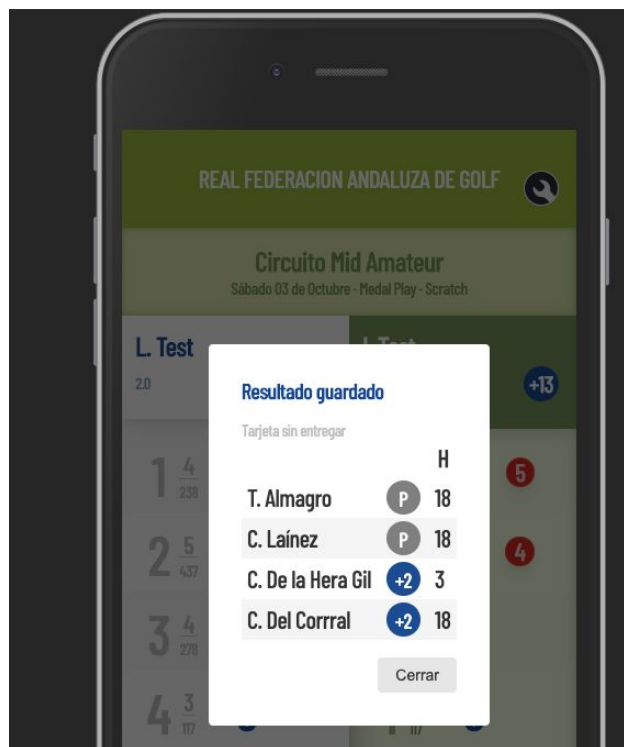 REAL FEDERACION ANDALUZA DE GOLF
Circuito Mid Amateur
Sábado 03 de Octubre - Medal Play - Scratch
L. Test
2.0
+13
Resultado guardado
Tarjeta sin entregar
H
T. Almagro P 18
C. Laínez P 18
C. De la Hera Gil +2 3
C. Del Corrral +2 18
Cerrar
1 4 238 5
2 5 437 4
3 4 278
4 3 117